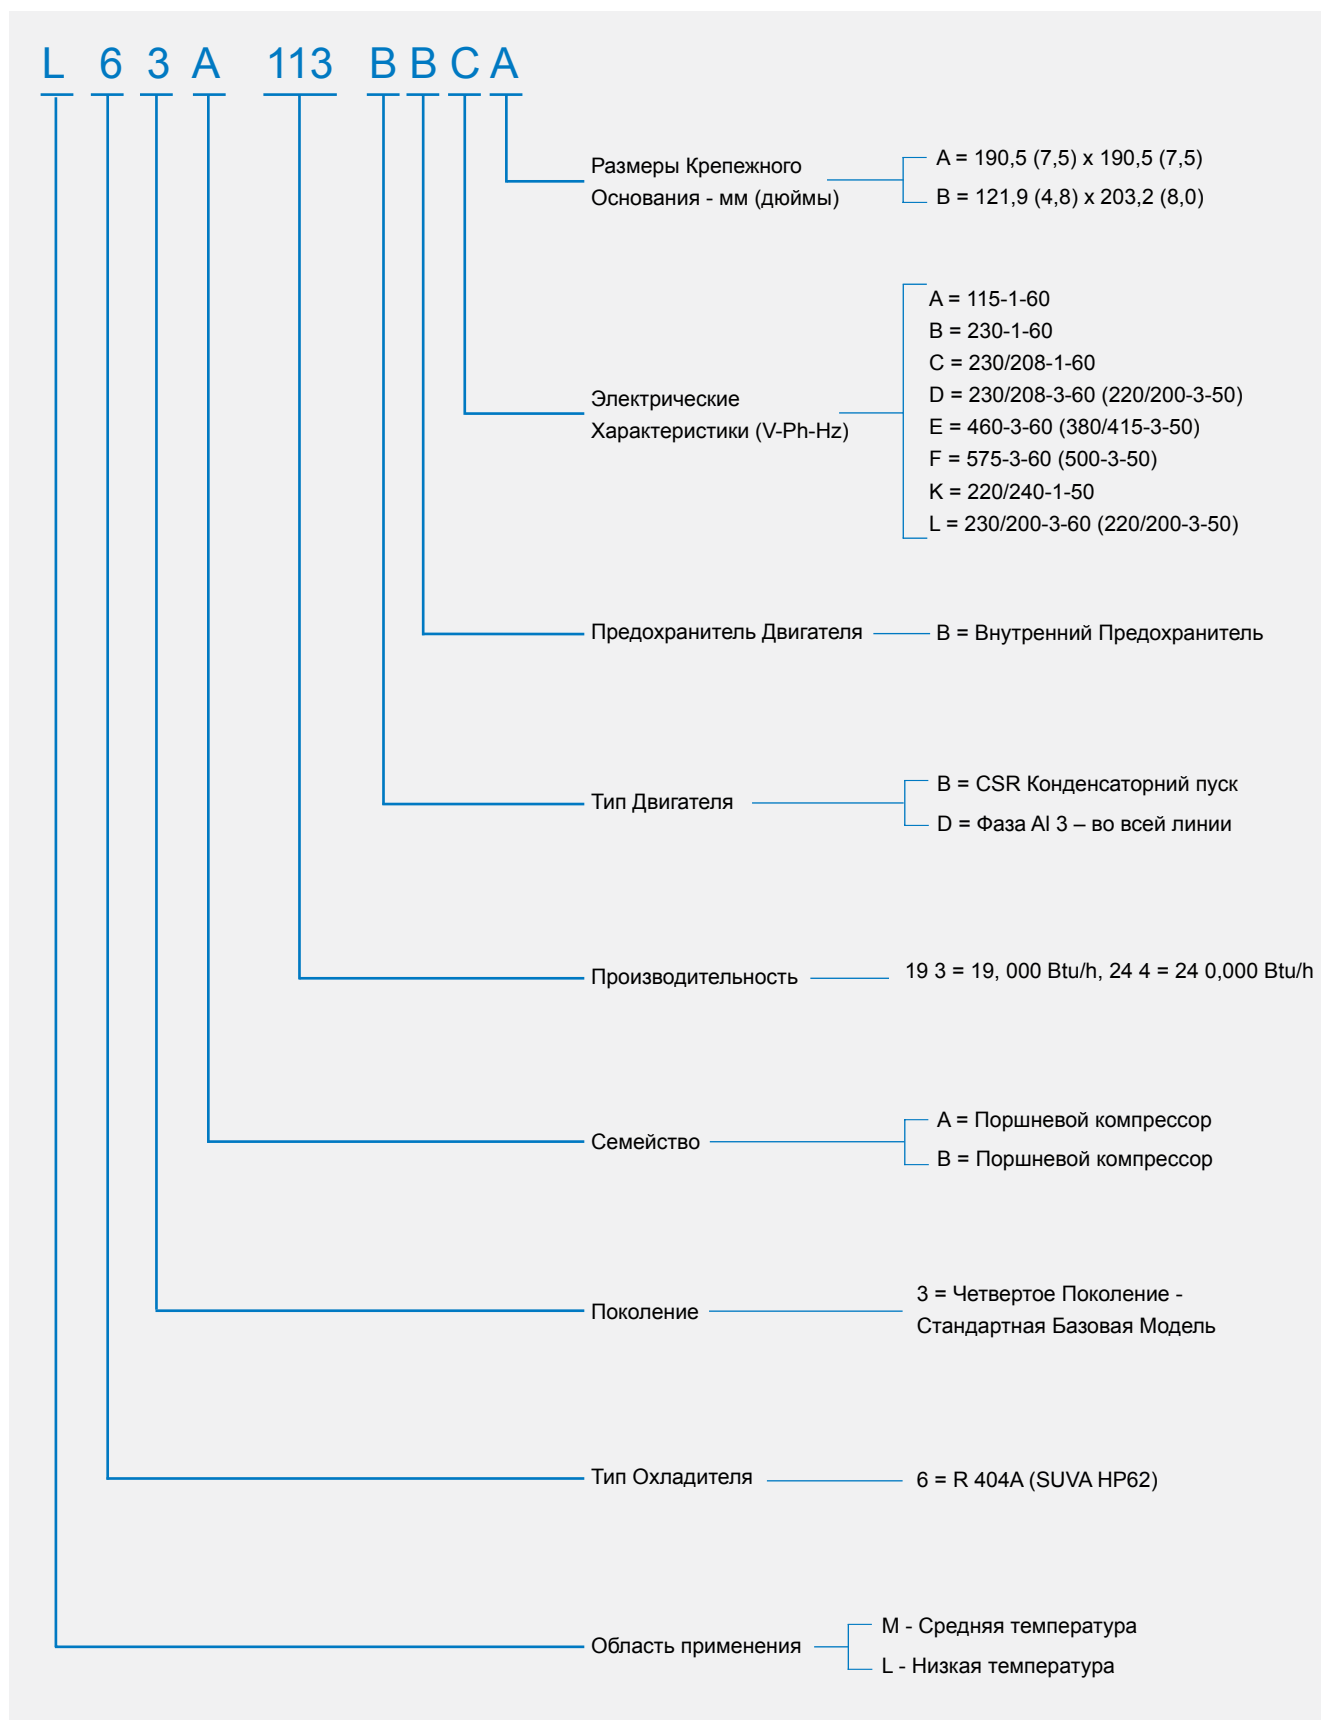 L 6 3 A 113 B B C A
Размеры Крепежного
Основания - мм (дюймы)
A = 190,5 (7,5) x 190,5 (7,5)
B = 121,9 (4,8) x 203,2 (8,0)
Электрические
Характеристики (V-Ph-Hz)
A = 115-1-60
B = 230-1-60
C = 230/208-1-60
D = 230/208-3-60 (220/200-3-50)
E = 460-3-60 (380/415-3-50)
F = 575-3-60 (500-3-50)
K = 220/240-1-50
L = 230/200-3-60 (220/200-3-50)
Предохранитель Двигателя
B = Внутренний Предохранитель
Тип Двигателя
B = CSR Конденсаторний пуск
D = Фаза Al 3 – во всей линии
Производительность
19 3 = 19, 000 Btu/h, 24 4 = 24 0,000 Btu/h
Семейство
A = Поршневой компрессор
B = Поршневой компрессор
Поколение
3 = Четвертое Поколение -
Стандартная Базовая Модель
Тип Охладителя
6 = R 404A (SUVA HP62)
Область применения
M - Средняя температура
L - Низкая температура